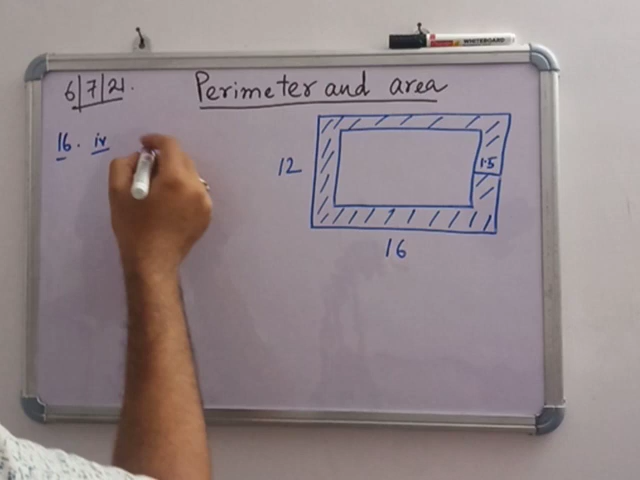 WHITEBOARD
6|7|21.
Perimeter and area
16. iv
12
1.5
16